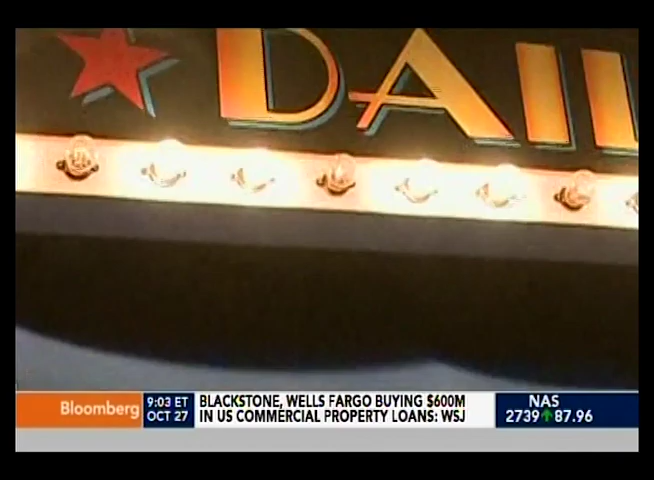 DAIL
Bloomberg
9:03 ET
OCT 27
BLACKSTONE, WELLS FARGO BUYING $600M
IN US COMMERCIAL PROPERTY LOANS: WSJ
NAS
2739↑87.96